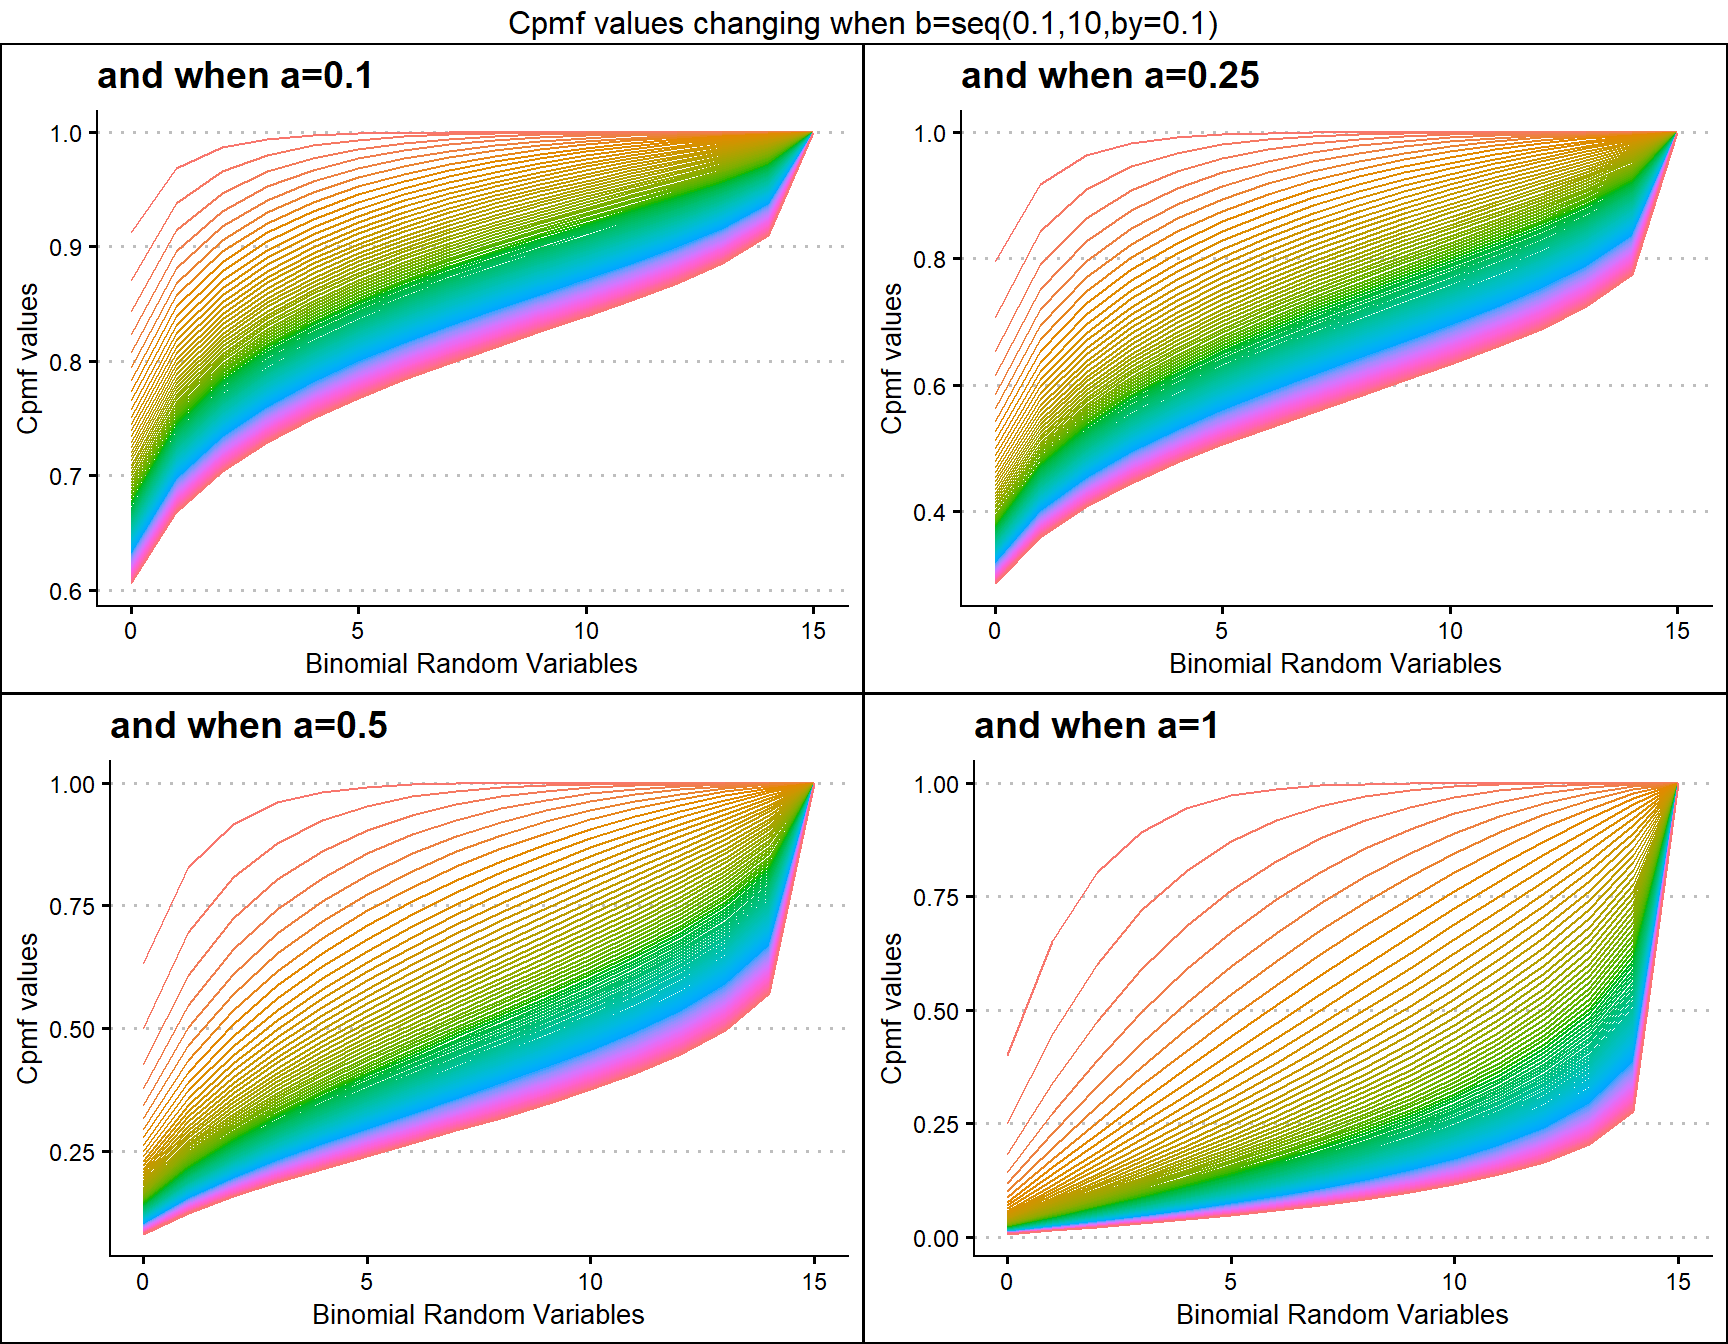 Cpmf values changing when b=seq(0.1,10,by=0.1)
and when a=0.1
Cpmf values
1.0
0.9
0.8
0.7
0.6
0 5 10 15
Binomial Random Variables
and when a=0.25
Cpmf values
1.0
0.8
0.6
0.4
0 5 10 15
Binomial Random Variables
and when a=0.5
Cpmf values
1.00
0.75
0.50
0.25
0 5 10 15
Binomial Random Variables
and when a=1
Cpmf values
1.00
0.75
0.50
0.25
0.00
0 5 10 15
Binomial Random Variables